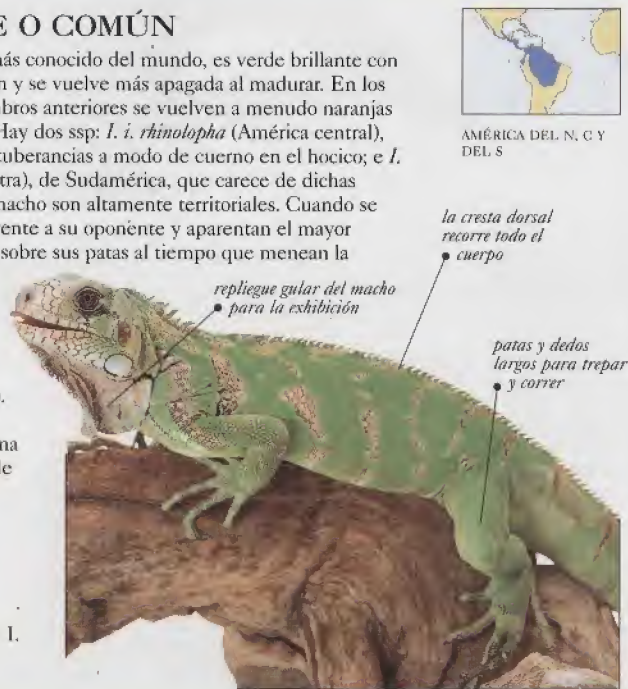 E O COMÚN
más conocido del mundo, es verde brillante con
n y se vuelve más apagada al madurar. En los
bros anteriores se vuelven a menudo naranjas
Hay dos ssp: I. i. rhinolopha (América central),
tuberancias a modo de cuerno en el hocico; e I.
tra), de Sudamérica, que carece de dichas
macho son altamente territoriales. Cuando se
rente a su oponente y aparentan el mayor
sobre sus patas al tiempo que menean la
AMÉRICA DEL N, C Y
DEL S
la cresta dorsal
recorre todo el
cuerpo
repliegue gular del macho
para la exhibición
patas y dedos
largos para trepar
y correr
).
na
le
I.